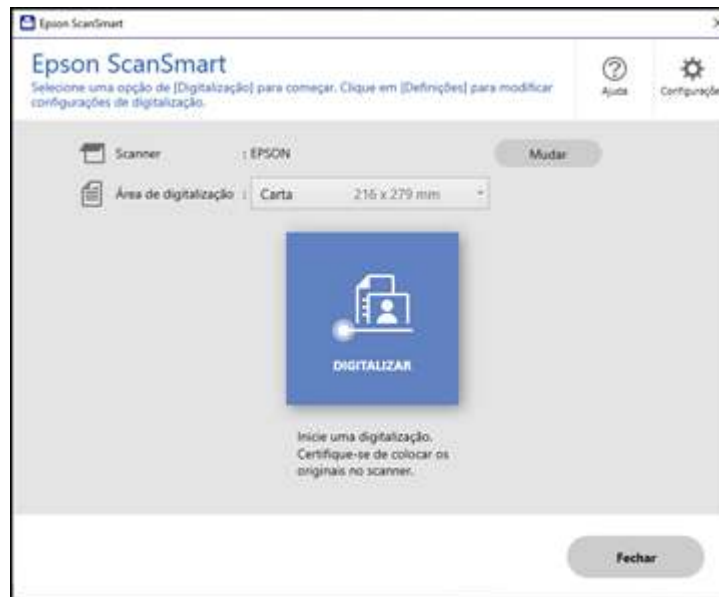 Epson ScanSmart
Epson ScanSmart
Selecione uma opção de [Digitalização] para começar. Clique em [Definições] para modificar
configurações de digitalização.
Ajuda
Scanner : EPSON
Mudar
Área de digitalização : Carta 216 x 279 mm
DIGITALIZAR
Inicie uma digitalização.
Certifique-se de colocar os
originais no scanner.
Fechar